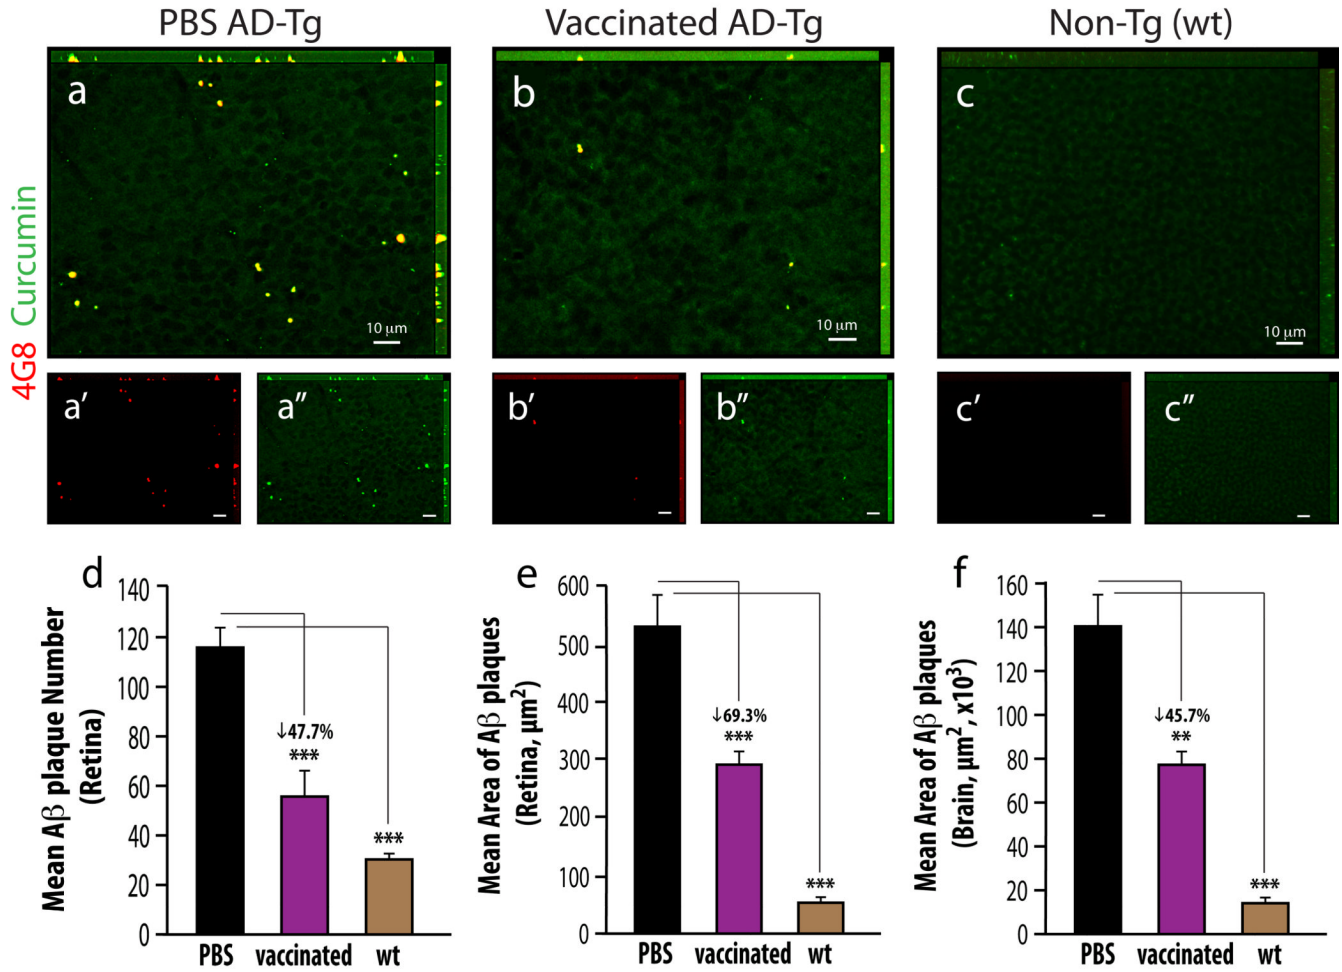 PBS AD-Tg
Vaccinated AD-Tg
Non-Tg (wt)
4G8 Curcumin
a
10 μm
b
10 μm
c
10 μm
a′
a″
b′
b″
c′
c″
d
Mean Aβ plaque Number
(Retina)
140
120
100
80
60
40
20
0
↓47.7%
***
***
PBS vaccinated wt
e
Mean Area of Aβ plaques
(Retina, μm²)
600
500
400
300
200
100
0
↓69.3%
***
***
PBS vaccinated wt
f
Mean Area of Aβ plaques
(Brain, μm², x10³)
160
140
120
100
80
60
40
20
0
↓45.7%
**
***
PBS vaccinated wt